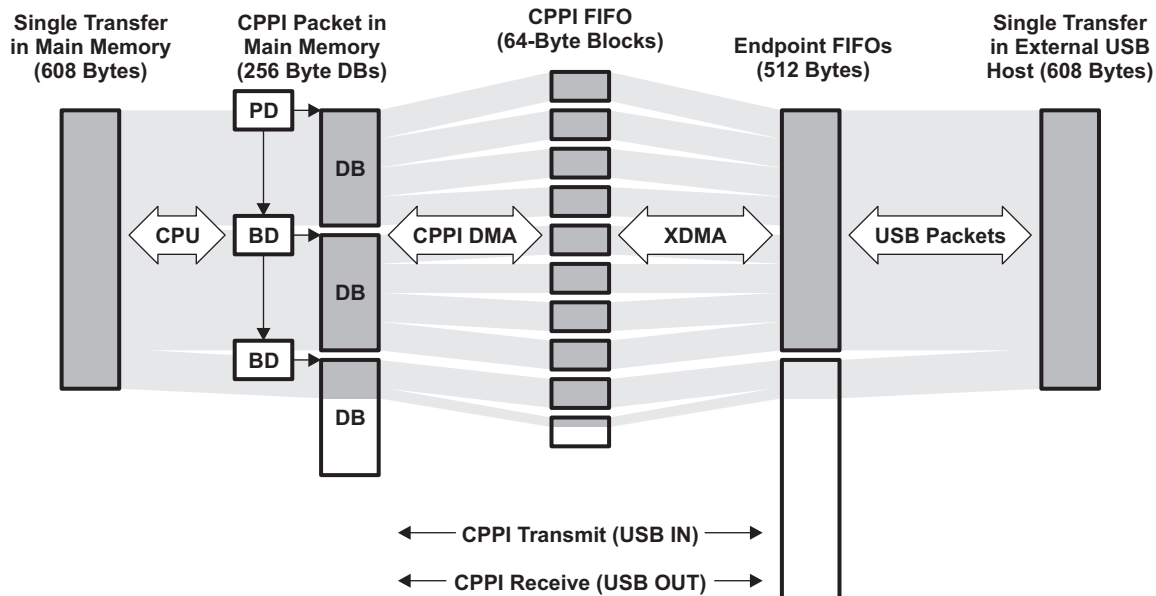 Single Transfer
in Main Memory
(608 Bytes)
CPPI Packet in
Main Memory
(256 Byte DBs)
CPPI FIFO
(64-Byte Blocks)
Endpoint FIFOs
(512 Bytes)
Single Transfer
in External USB
Host (608 Bytes)
PD
DB
CPU
BD
CPPI DMA
XDMA
USB Packets
DB
BD
DB
CPPI Transmit (USB IN)
CPPI Receive (USB OUT)